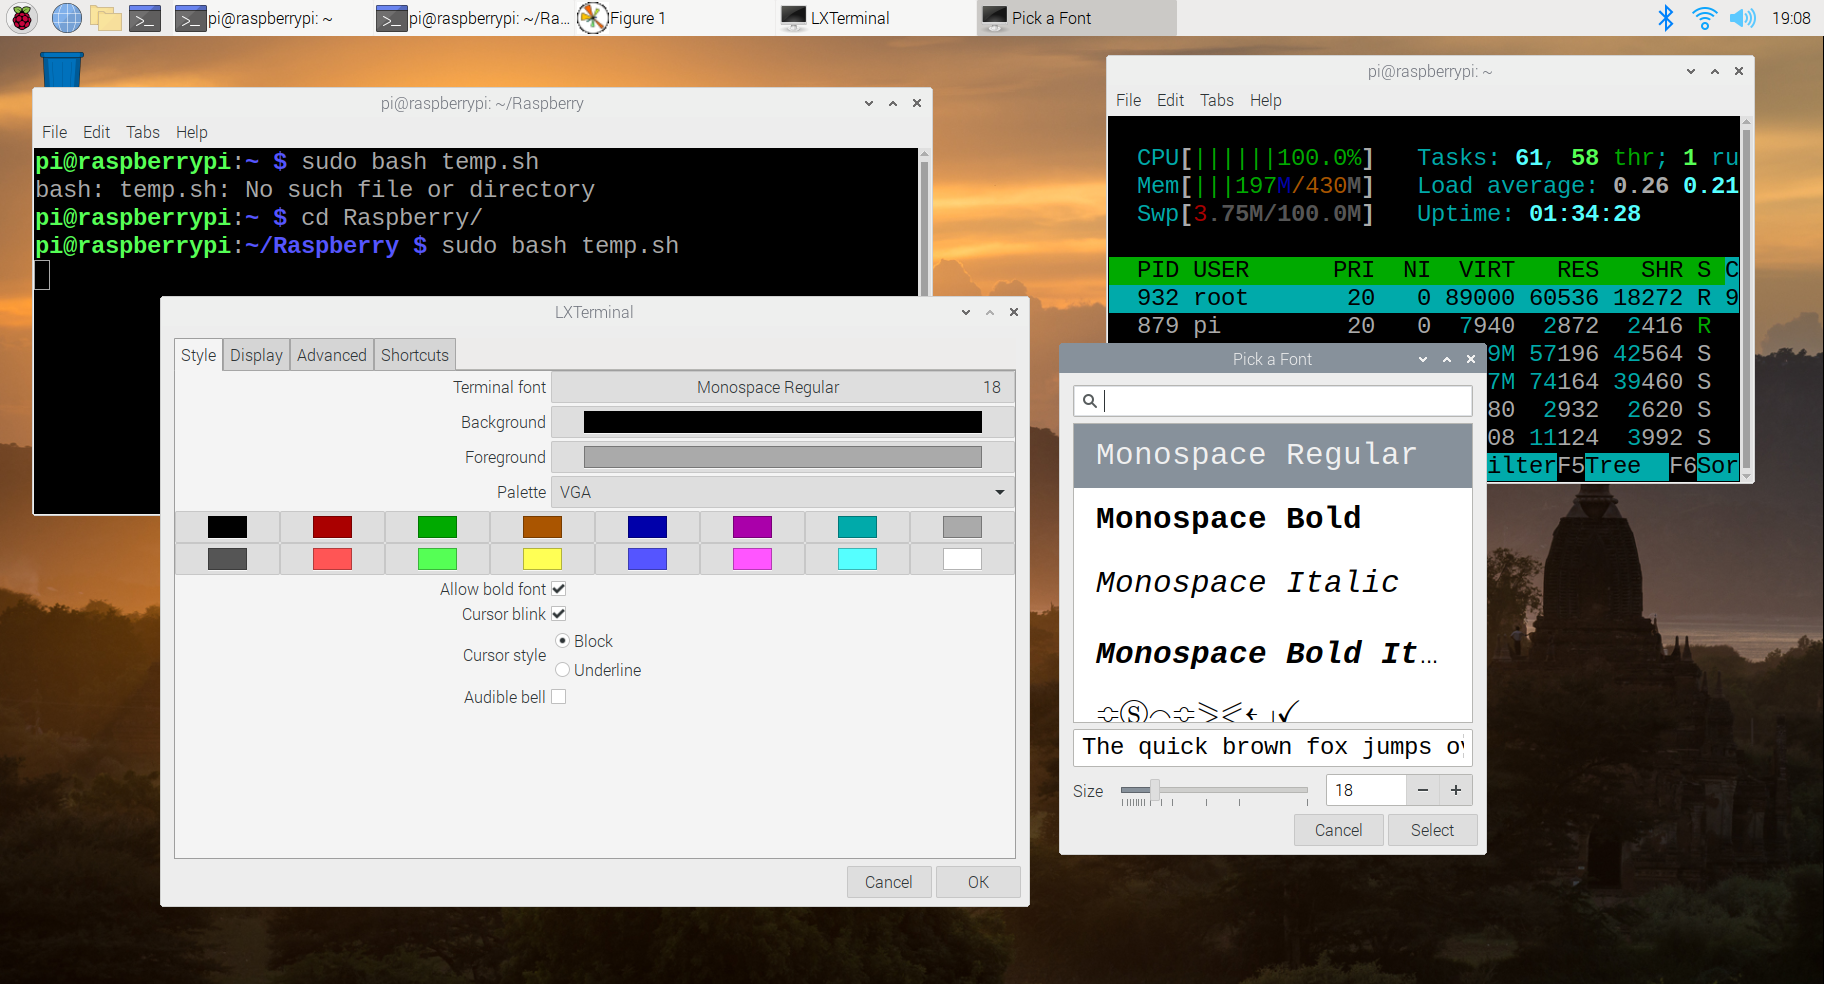 pi@raspberrypi: ~
pi@raspberrypi: ~/Ra...
Figure 1
LXTerminal
Pick a Font
19:08
pi@raspberrypi: ~/Raspberry
File Edit Tabs Help
pi@raspberrypi:~ $ sudo bash temp.sh
bash: temp.sh: No such file or directory
pi@raspberrypi:~ $ cd Raspberry/
pi@raspberrypi:~/Raspberry $ sudo bash temp.sh
pi@raspberrypi: ~
File Edit Tabs Help
CPU[||||||100.0%] Tasks: 61, 58 thr; 1 ru
Mem[|||197M/430M] Load average: 0.26 0.21
Swp[3.75M/100.0M] Uptime: 01:34:28
PID USER PRI NI VIRT RES SHR S C
932 root 20 0 89000 60536 18272 R 9
879 pi 20 0 7940 2872 2416 R
9M 57196 42564 S
7M 74164 39460 S
80 2932 2620 S
08 11124 3992 S
ilterF5Tree F6Sor
LXTerminal
Style Display Advanced Shortcuts
Terminal font Monospace Regular 18
Background
Foreground
Palette VGA
Allow bold font
Cursor blink
Cursor style
Block
Underline
Audible bell
Cancel OK
Pick a Font
Monospace Regular
Monospace Bold
Monospace Italic
Monospace Bold It...
The quick brown fox jumps ov
Size 18 − +
Cancel Select